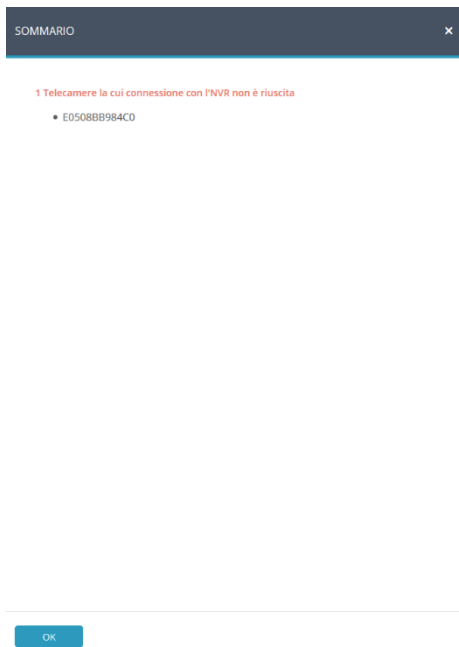 SOMMARIO ×
1 Telecamere la cui connessione con l'NVR non è riuscita
• E0508BB984C0
OK